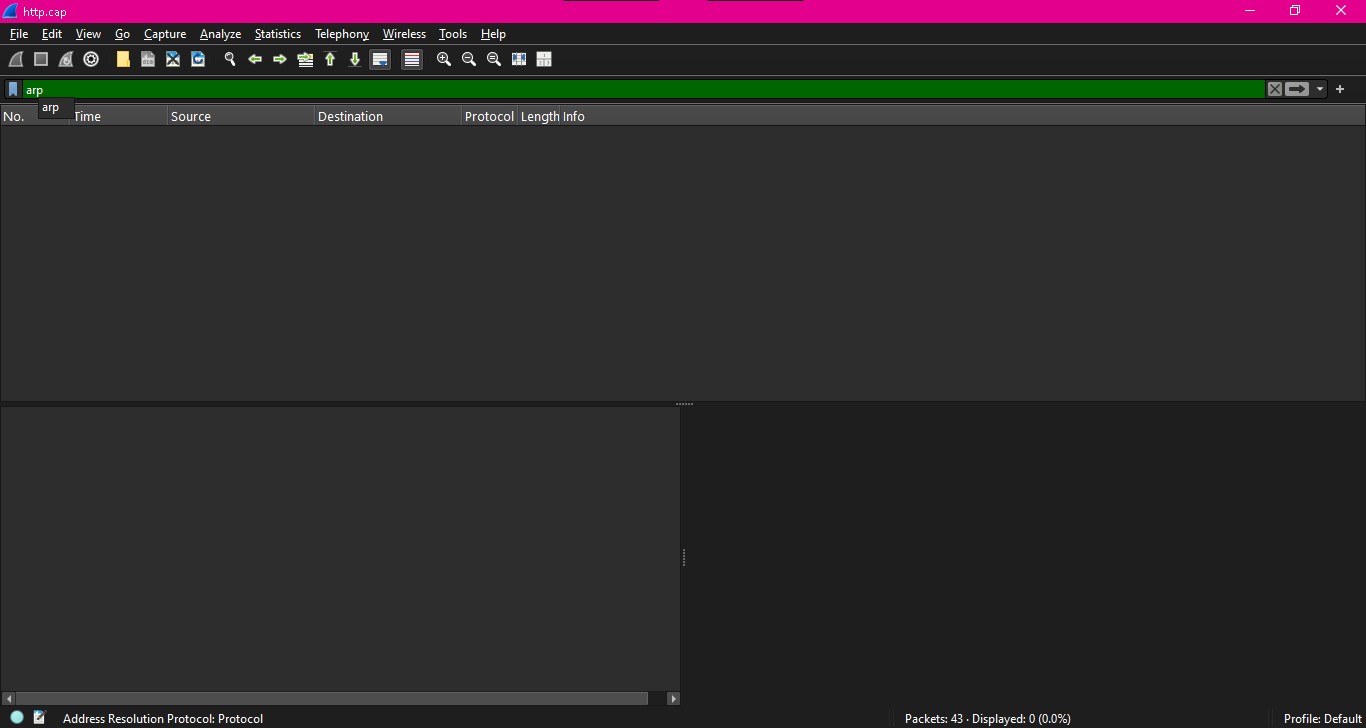 http.cap
File Edit View Go Capture Analyze Statistics Telephony Wireless Tools Help
arp
arp
No. Time Source Destination Protocol Length Info
Address Resolution Protocol: Protocol Packets: 43 · Displayed: 0 (0.0%) Profile: Default